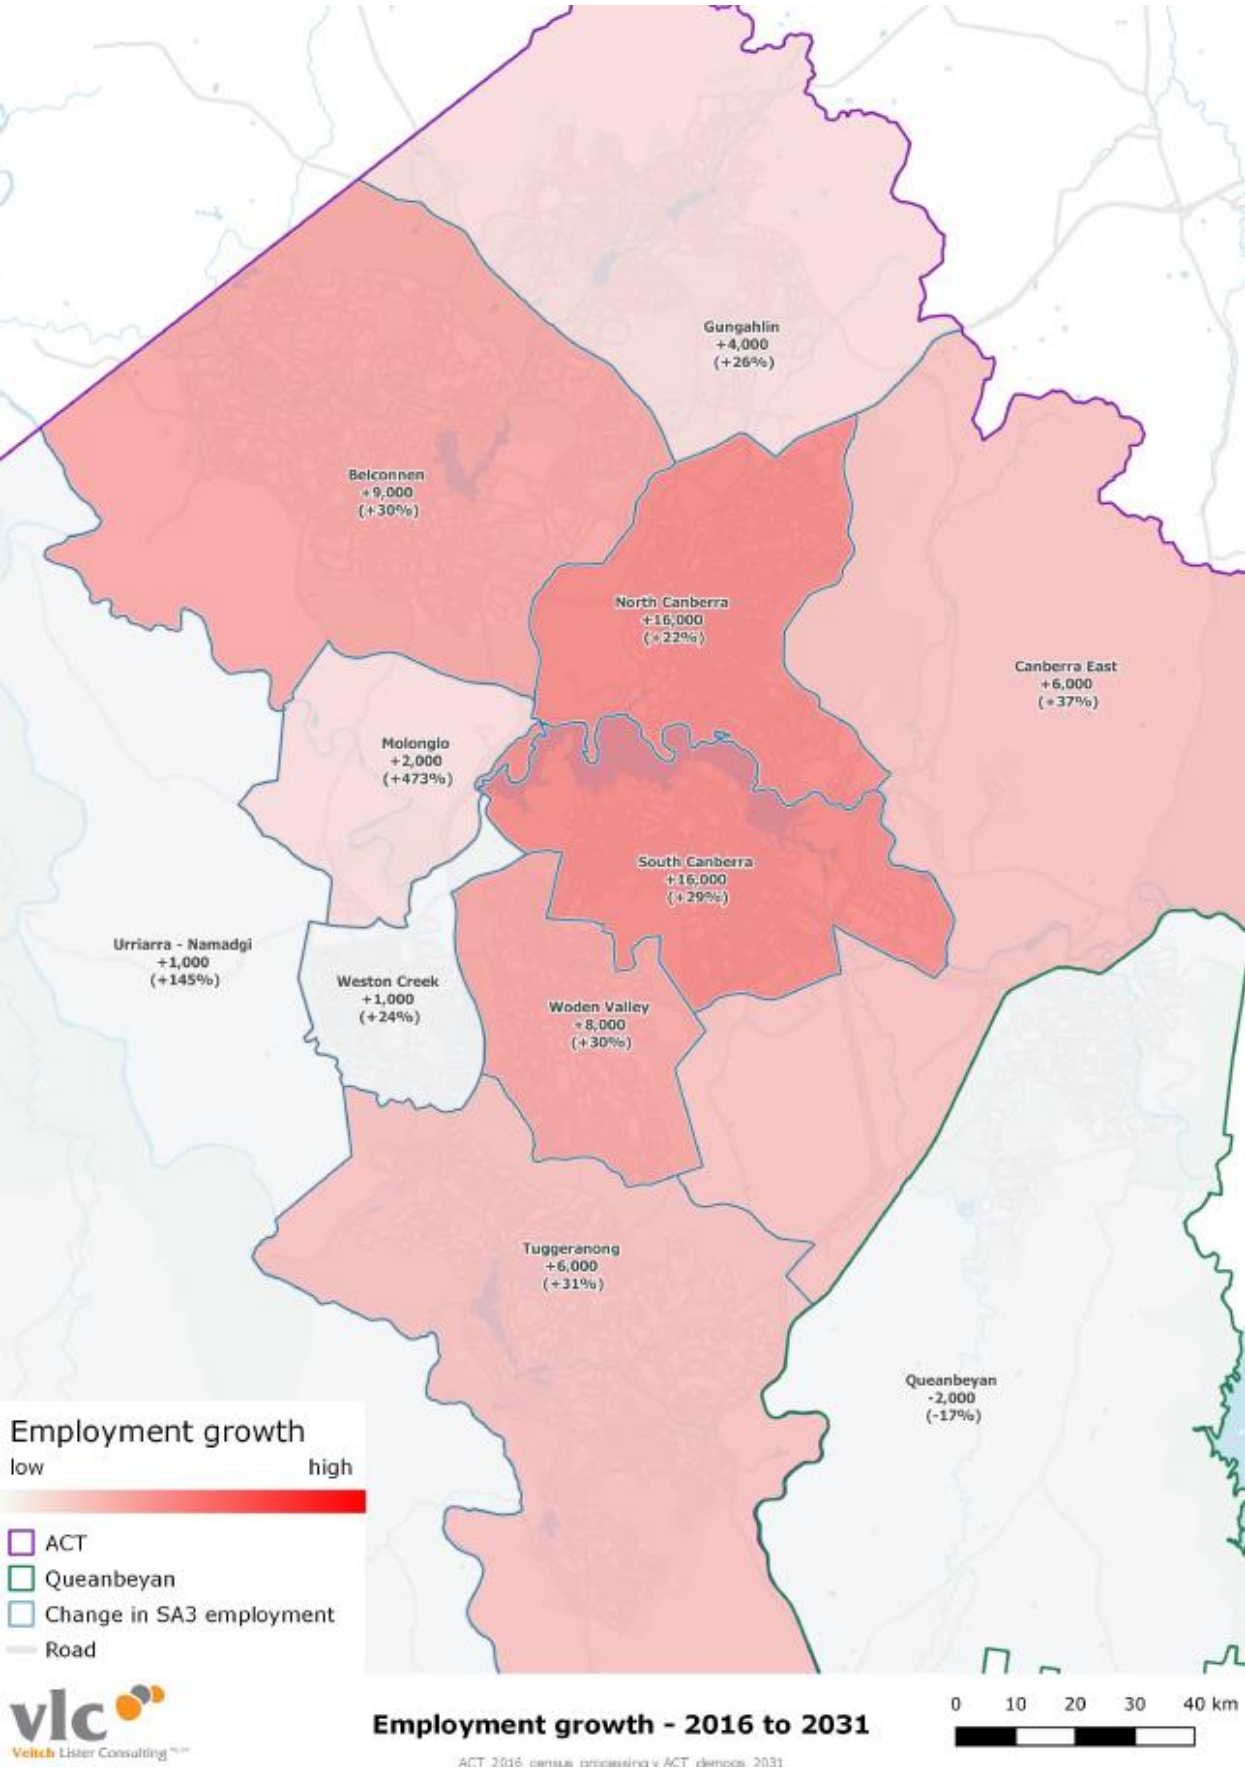 Gungahlin
+4,000
(+26%)
Belconnen
+9,000
(+30%)
North Canberra
+16,000
(+22%)
Canberra East
+6,000
(+37%)
Molonglo
+2,000
(+473%)
South Canberra
+16,000
(+29%)
Urriarra - Namadgi
+1,000
(+145%)
Weston Creek
+1,000
(+24%)
Woden Valley
+8,000
(+30%)
Tuggeranong
+6,000
(+31%)
Queanbeyan
-2,000
(-17%)
Employment growth
low high
ACT
Queanbeyan
Change in SA3 employment
Road
vlc
Veitch Lister Consulting
Employment growth - 2016 to 2031
0 10 20 30 40 km
ACT_2016_census_processing v ACT_demogs_2031